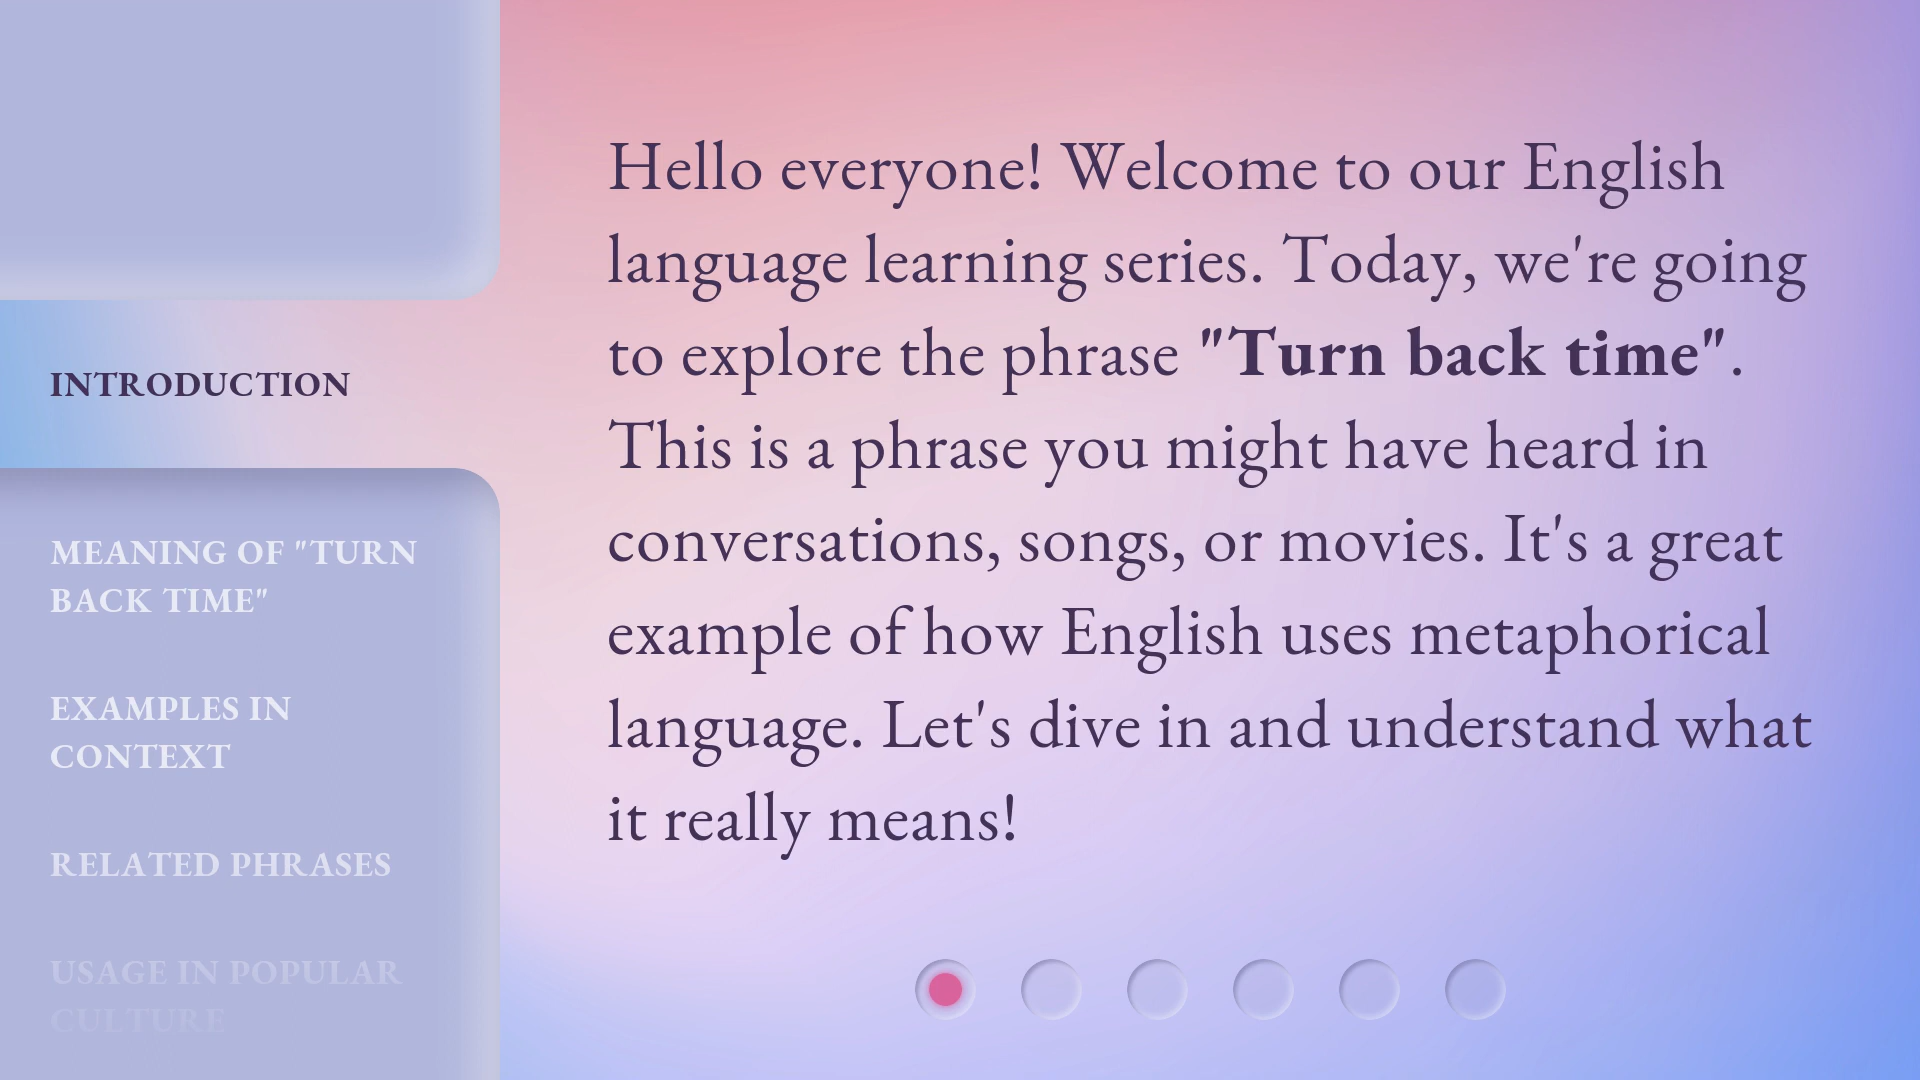 INTRODUCTION
MEANING OF "TURN
BACK TIME"
EXAMPLES IN
CONTEXT
RELATED PHRASES
USAGE IN POPULAR
CULTURE
Hello everyone! Welcome to our English
language learning series. Today, we're going
to explore the phrase "Turn back time".
This is a phrase you might have heard in
conversations, songs, or movies. It's a great
example of how English uses metaphorical
language. Let's dive in and understand what
it really means!